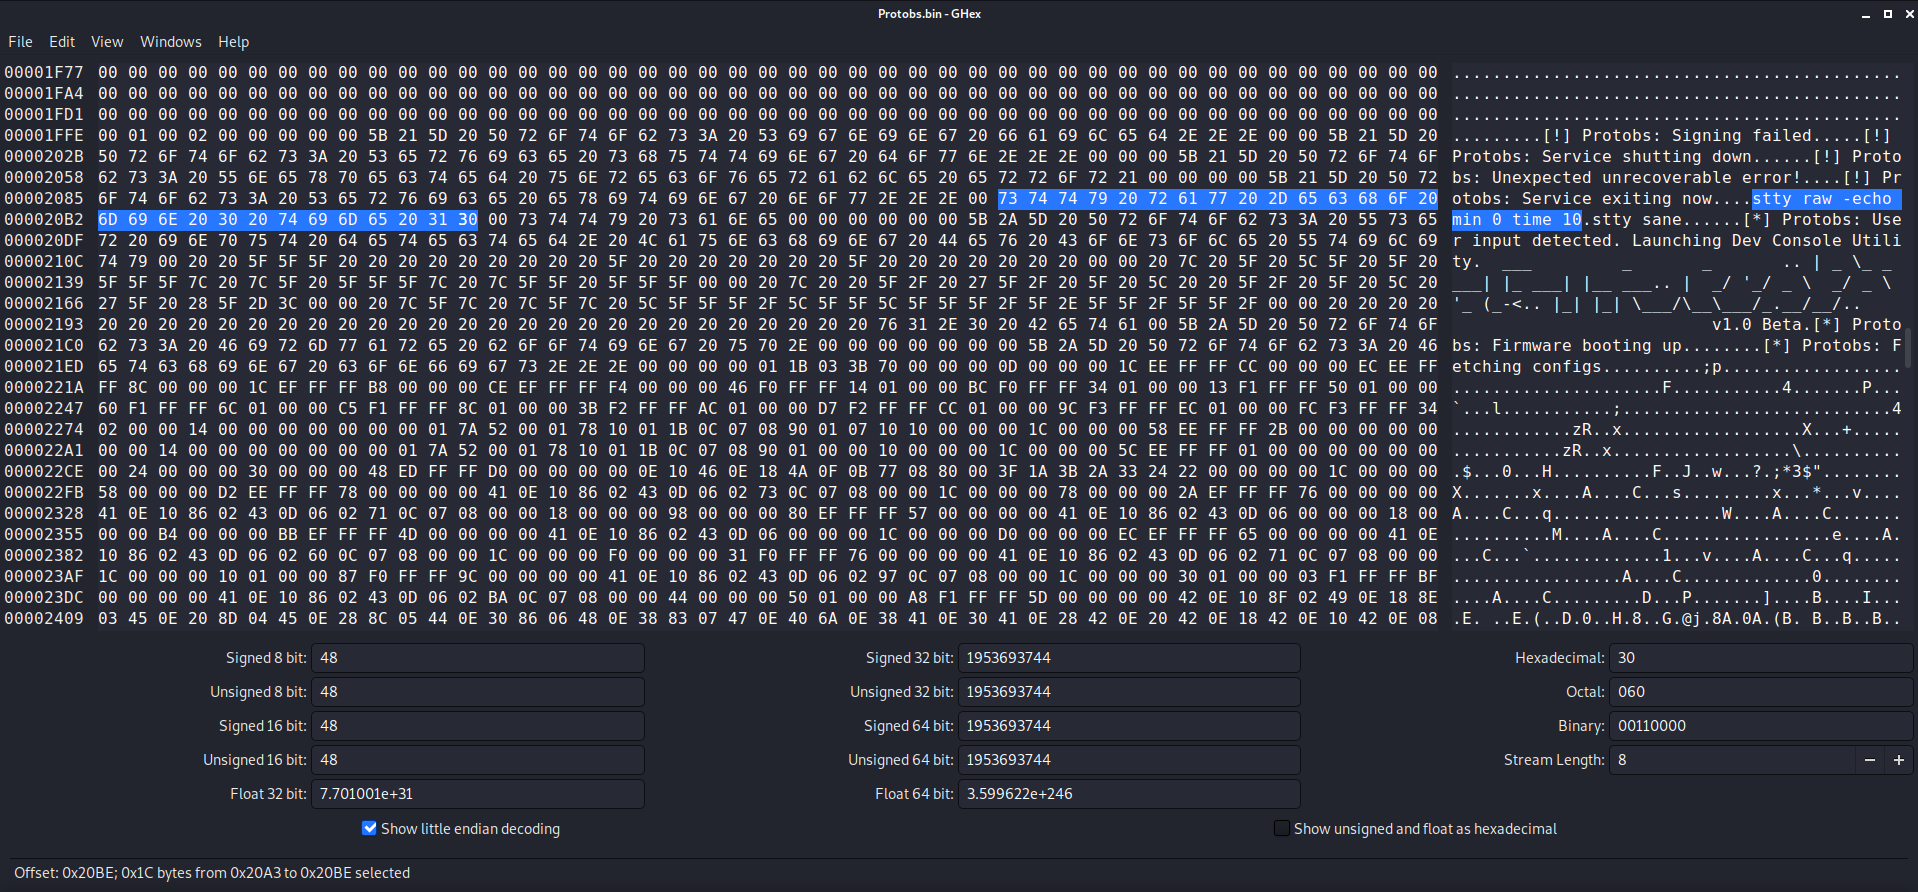 Protobs.bin - GHex
File Edit View Windows Help
00001F77 00 00 00 00 00 00 00 00 00 00 00 00 00 00 00 00 00 00 00 00 00 00 00 00 00 00 00 00 00 00 00 00 00 00 00 00 00 00 00 00 00 00 00 00 00 .............................................
00001FA4 00 00 00 00 00 00 00 00 00 00 00 00 00 00 00 00 00 00 00 00 00 00 00 00 00 00 00 00 00 00 00 00 00 00 00 00 00 00 00 00 00 00 00 00 00 .............................................
00001FD1 00 00 00 00 00 00 00 00 00 00 00 00 00 00 00 00 00 00 00 00 00 00 00 00 00 00 00 00 00 00 00 00 00 00 00 00 00 00 00 00 00 00 00 00 00 .............................................
00001FFE 00 01 00 02 00 00 00 00 00 5B 21 5D 20 50 72 6F 74 6F 62 73 3A 20 53 69 67 6E 69 6E 67 20 66 61 69 6C 65 64 2E 2E 2E 00 00 5B 21 5D 20 .........[!] Protobs: Signing failed.....[!]
0000202B 50 72 6F 74 6F 62 73 3A 20 53 65 72 76 69 63 65 20 73 68 75 74 74 69 6E 67 20 64 6F 77 6E 2E 2E 2E 00 00 00 5B 21 5D 20 50 72 6F 74 6F Protobs: Service shutting down......[!] Proto
00002058 62 73 3A 20 55 6E 65 78 70 65 63 74 65 64 20 75 6E 72 65 63 6F 76 65 72 61 62 6C 65 20 65 72 72 6F 72 21 00 00 00 00 5B 21 5D 20 50 72 bs: Unexpected unrecoverable error!....[!] Pr
00002085 6F 74 6F 62 73 3A 20 53 65 72 76 69 63 65 20 65 78 69 74 69 6E 67 20 6E 6F 77 2E 2E 2E 00 73 74 74 79 20 72 61 77 20 2D 65 63 68 6F 20 otobs: Service exiting now....stty raw -echo
000020B2 6D 69 6E 20 30 20 74 69 6D 65 20 31 30 00 73 74 74 79 20 73 61 6E 65 00 00 00 00 00 00 5B 2A 5D 20 50 72 6F 74 6F 62 73 3A 20 55 73 65 min 0 time 10.stty sane......[*] Protobs: Use
000020DF 72 20 69 6E 70 75 74 20 64 65 74 65 63 74 65 64 2E 20 4C 61 75 6E 63 68 69 6E 67 20 44 65 76 20 43 6F 6E 73 6F 6C 65 20 55 74 69 6C 69 r input detected. Launching Dev Console Utili
0000210C 74 79 00 20 20 5F 5F 5F 20 20 20 20 20 20 20 20 20 5F 20 20 20 20 20 20 20 5F 20 20 20 20 20 20 20 00 00 20 7C 20 5F 20 5C 5F 20 5F 20 ty.  ___         _       _       .. | _ \_ _
00002139 5F 5F 5F 7C 20 7C 5F 20 5F 5F 5F 7C 20 7C 5F 5F 20 5F 5F 5F 00 00 20 7C 20 20 5F 2F 20 27 5F 2F 20 5F 20 5C 20 20 5F 2F 20 5F 20 5C 20 ___| |_ ___| |__ ___.. |  _/ '_/ _ \  _/ _ \
00002166 27 5F 20 28 5F 2D 3C 00 00 20 7C 5F 7C 20 7C 5F 7C 20 5C 5F 5F 5F 2F 5C 5F 5F 5C 5F 5F 5F 2F 5F 2E 5F 5F 2F 5F 5F 2F 00 00 20 20 20 20 '_ (_-<.. |_| |_| \___/\__\___/_.__/__/..
00002193 20 20 20 20 20 20 20 20 20 20 20 20 20 20 20 20 20 20 20 20 20 20 20 20 20 20 76 31 2E 30 20 42 65 74 61 00 5B 2A 5D 20 50 72 6F 74 6F v1.0 Beta.[*] Proto
000021C0 62 73 3A 20 46 69 72 6D 77 61 72 65 20 62 6F 6F 74 69 6E 67 20 75 70 2E 00 00 00 00 00 00 00 5B 2A 5D 20 50 72 6F 74 6F 62 73 3A 20 46 bs: Firmware booting up........[*] Protobs: F
000021ED 65 74 63 68 69 6E 67 20 63 6F 6E 66 69 67 73 2E 2E 2E 00 00 00 00 01 1B 03 3B 70 00 00 00 0D 00 00 00 1C EE FF FF CC 00 00 00 EC EE FF etching configs..........;p..................
0000221A FF 8C 00 00 00 1C EF FF FF B8 00 00 00 CE EF FF FF F4 00 00 00 46 F0 FF FF 14 01 00 00 BC F0 FF FF 34 01 00 00 13 F1 FF FF 50 01 00 00 .....................F...........4.......P...
00002247 60 F1 FF FF 6C 01 00 00 C5 F1 FF FF 8C 01 00 00 3B F2 FF FF AC 01 00 00 D7 F2 FF FF CC 01 00 00 9C F3 FF FF EC 01 00 00 FC F3 FF FF 34 `...l...........;...........................4
00002274 02 00 00 14 00 00 00 00 00 00 00 01 7A 52 00 01 78 10 01 1B 0C 07 08 90 01 07 10 10 00 00 00 1C 00 00 00 58 EE FF FF 2B 00 00 00 00 00 ............zR..x..................X...+.....
000022A1 00 00 14 00 00 00 00 00 00 00 01 7A 52 00 01 78 10 01 1B 0C 07 08 90 01 00 00 10 00 00 00 1C 00 00 00 5C EE FF FF 01 00 00 00 00 00 00 ...........zR..x..................\..........
000022CE 00 24 00 00 00 30 00 00 00 48 ED FF FF D0 00 00 00 00 0E 10 46 0E 18 4A 0F 0B 77 08 80 00 3F 1A 3B 2A 33 24 22 00 00 00 00 1C 00 00 00 .$...0...H..........F..J..w...?.;*3$"........
000022FB 58 00 00 00 D2 EE FF FF 78 00 00 00 00 41 0E 10 86 02 43 0D 06 02 73 0C 07 08 00 00 1C 00 00 00 78 00 00 00 2A EF FF FF 76 00 00 00 00 X.......x....A....C...s.........x...*...v....
00002328 41 0E 10 86 02 43 0D 06 02 71 0C 07 08 00 00 18 00 00 00 98 00 00 00 80 EF FF FF 57 00 00 00 00 41 0E 10 86 02 43 0D 06 00 00 00 18 00 A....C...q.................W....A....C.......
00002355 00 00 B4 00 00 00 BB EF FF FF 4D 00 00 00 00 41 0E 10 86 02 43 0D 06 00 00 00 1C 00 00 00 D0 00 00 00 EC EF FF FF 65 00 00 00 00 41 0E ..........M....A....C.................e....A.
00002382 10 86 02 43 0D 06 02 60 0C 07 08 00 00 1C 00 00 00 F0 00 00 00 31 F0 FF FF 76 00 00 00 00 41 0E 10 86 02 43 0D 06 02 71 0C 07 08 00 00 ...C...`.............1...v....A....C...q.....
000023AF 1C 00 00 00 10 01 00 00 87 F0 FF FF 9C 00 00 00 00 41 0E 10 86 02 43 0D 06 02 97 0C 07 08 00 00 1C 00 00 00 30 01 00 00 03 F1 FF FF BF .................A....C.............0........
000023DC 00 00 00 00 41 0E 10 86 02 43 0D 06 02 BA 0C 07 08 00 00 44 00 00 00 50 01 00 00 A8 F1 FF FF 5D 00 00 00 00 42 0E 10 8F 02 49 0E 18 8E ....A....C.........D...P.......]....B....I...
00002409 03 45 0E 20 8D 04 45 0E 28 8C 05 44 0E 30 86 06 48 0E 38 83 07 47 0E 40 6A 0E 38 41 0E 30 41 0E 28 42 0E 20 42 0E 18 42 0E 10 42 0E 08 .E. ..E.(..D.0..H.8..G.@j.8A.0A.(B. B..B..B..
Signed 8 bit: 48 Signed 32 bit: 1953693744 Hexadecimal: 30
Unsigned 8 bit: 48 Unsigned 32 bit: 1953693744 Octal: 060
Signed 16 bit: 48 Signed 64 bit: 1953693744 Binary: 00110000
Unsigned 16 bit: 48 Unsigned 64 bit: 1953693744 Stream Length: 8
Float 32 bit: 7.701001e+31 Float 64 bit: 3.599622e+246
Show little endian decoding Show unsigned and float as hexadecimal
Offset: 0x20BE; 0x1C bytes from 0x20A3 to 0x20BE selected